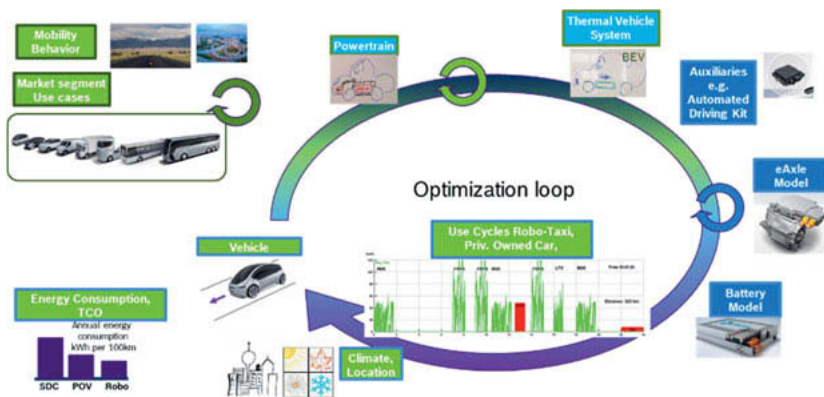 Mobility
Behavior
Market segment
Use cases
Powertrain
Thermal Vehicle
System
BEV
Auxiliaries
e.g.
Automated
Driving Kit
eAxle
Model
Optimization loop
Use Cycles Robo-Taxi,
Priv. Owned Car,
Vehicle
Energy Consumption,
TCO
Annual energy
consumption
kWh per 100km
SDC POV Robo
Climate,
Location
Battery
Model